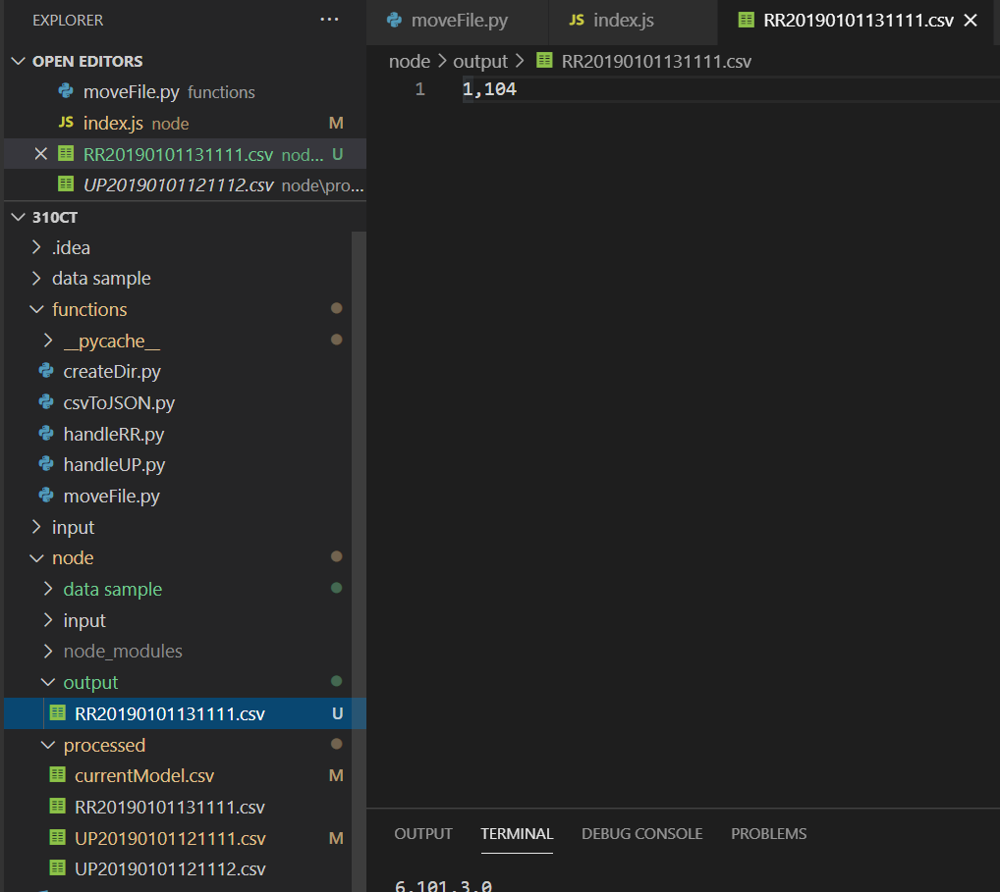 EXPLORER ...
OPEN EDITORS
moveFile.py functions
JS index.js node M
RR20190101131111.csv nod... U
UP20190101121112.csv node\pro...
310CT
.idea
data sample
functions
__pycache__
createDir.py
csvToJSON.py
handleRR.py
handleUP.py
moveFile.py
input
node
data sample
input
node_modules
output
RR20190101131111.csv U
processed
currentModel.csv M
RR20190101131111.csv
UP20190101121111.csv M
UP20190101121112.csv
moveFile.py JS index.js RR20190101131111.csv
node > output > RR20190101131111.csv
1 1,104
OUTPUT TERMINAL DEBUG CONSOLE PROBLEMS
6,101,3,0